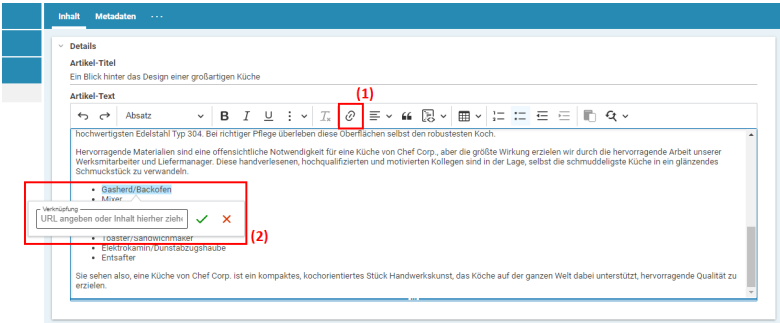 Inhalt Metadaten ...
Details
Artikel-Titel
Ein Blick hinter das Design einer großartigen Küche
(1)
Artikel-Text
Absatz B I U Tx
hochwertigsten Edelstahl Typ 304. Bei richtiger Pflege überleben diese Oberflächen selbst den robustesten Koch.
Hervorragende Materialien sind eine offensichtliche Notwendigkeit für eine Küche von Chef Corp., aber die größte Wirkung erzielen wir durch die hervorragende Arbeit unserer
Werksmitarbeiter und Liefermanager. Diese handverlesenen, hochqualifizierten und motivierten Kollegen sind in der Lage, selbst die schmuddeligste Küche in ein glänzendes
Schmuckstück zu verwandeln.
• Gasherd/Backofen
• Mixer
Verknüpfung
URL angeben oder Inhalt hierher ziehe
(2)
• Toaster/Sandwichmaker
• Elektrokamin/Dunstabzugshaube
• Entsafter
Sie sehen also, eine Küche von Chef Corp. ist ein kompaktes, kochorientiertes Stück Handwerkskunst, das Köche auf der ganzen Welt dabei unterstützt, hervorragende Qualität zu
erzielen.